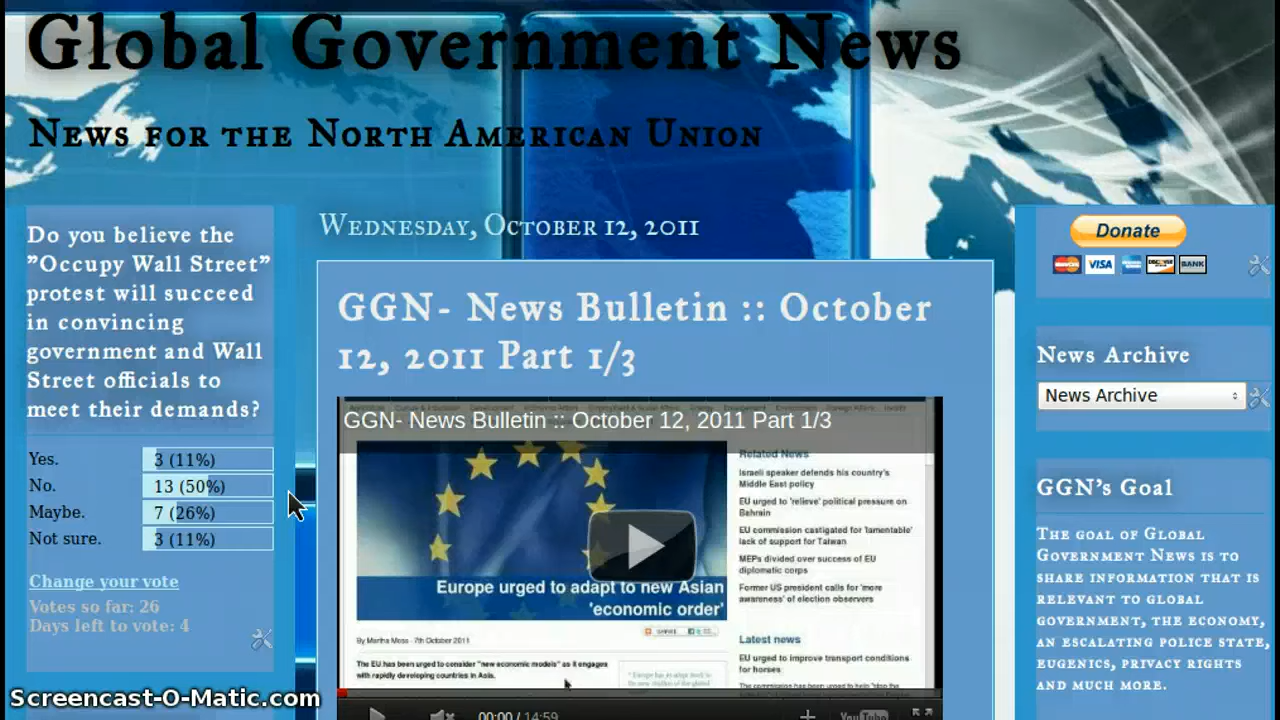 Global Government News
News for the North American Union
Do you believe the
"Occupy Wall Street"
protest will succeed
in convincing
government and Wall
Street officials to
meet their demands?
Yes. 3 (11%)
No. 13 (50%)
Maybe. 7 (26%)
Not sure. 3 (11%)
Change your vote
Votes so far: 26
Days left to vote: 4
Wednesday, October 12, 2011
GGN- News Bulletin :: October
12, 2011 Part 1/3
GGN- News Bulletin :: October 12, 2011 Part 1/3
Europe urged to adapt to new Asian
'economic order'
By Martha Moss - 7th October 2011
The EU has been urged to consider "new economic models" as it engages
with rapidly developing countries in Asia.
Related News
Israeli speaker defends his country's
Middle East policy
EU urged to 'relieve' political pressure on
Bahrain
EU commission castigated for 'lamentable'
lack of support for Taiwan
MEPs divided over success of EU
diplomatic corps
Former US president calls for 'more
awareness' of election observers
Latest news
EU urged to improve transport conditions
for horses
00:00 / 14:59
YouTube
Donate
VISA
BANK
News Archive
News Archive
GGN's Goal
The goal of Global
Government News is to
share information that is
relevant to global
government, the economy,
an escalating police state,
eugenics, privacy rights
and much more.
Screencast-O-Matic.com